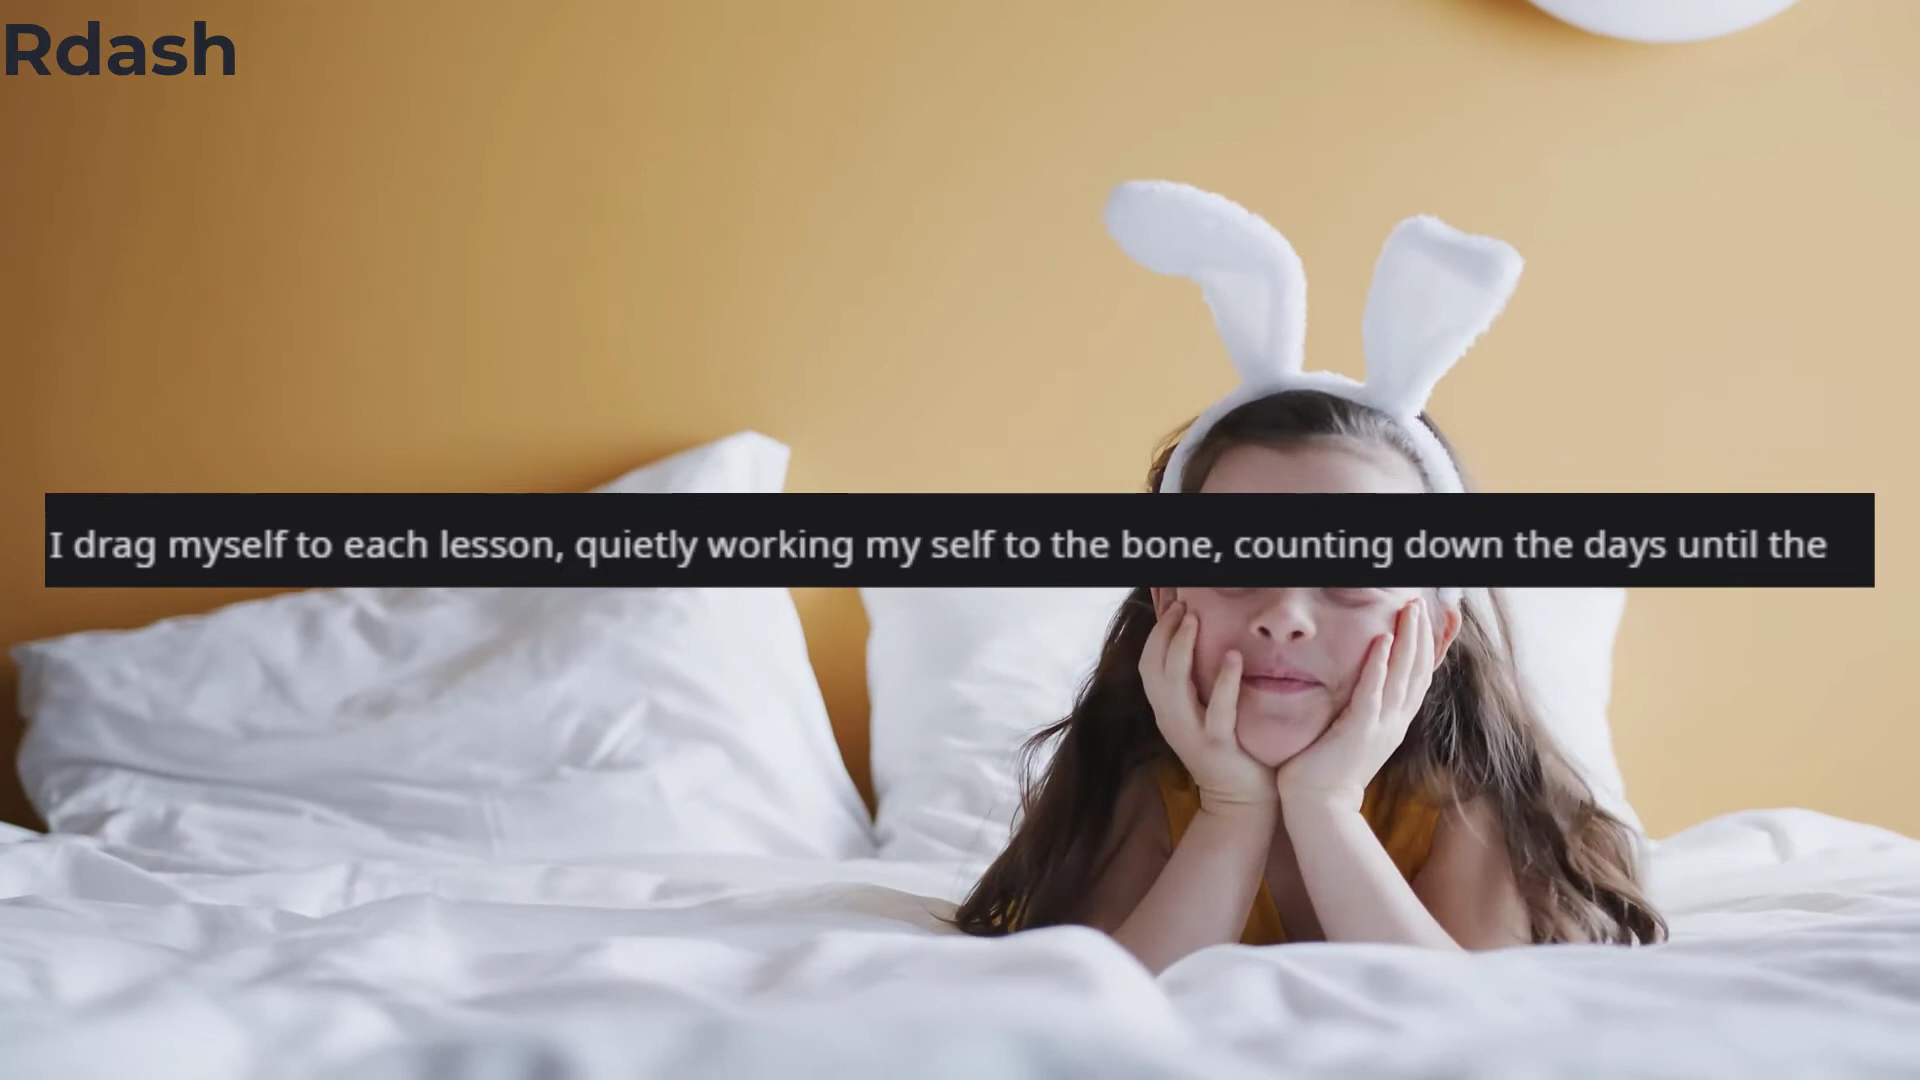 Rdash
I drag myself to each lesson, quietly working my self to the bone, counting down the days until the